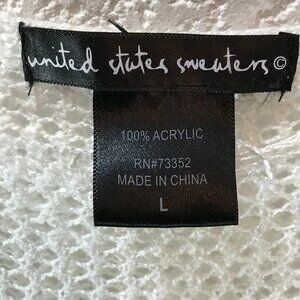 united states sweaters ©
100% ACRYLIC
RN#73352
MADE IN CHINA
L